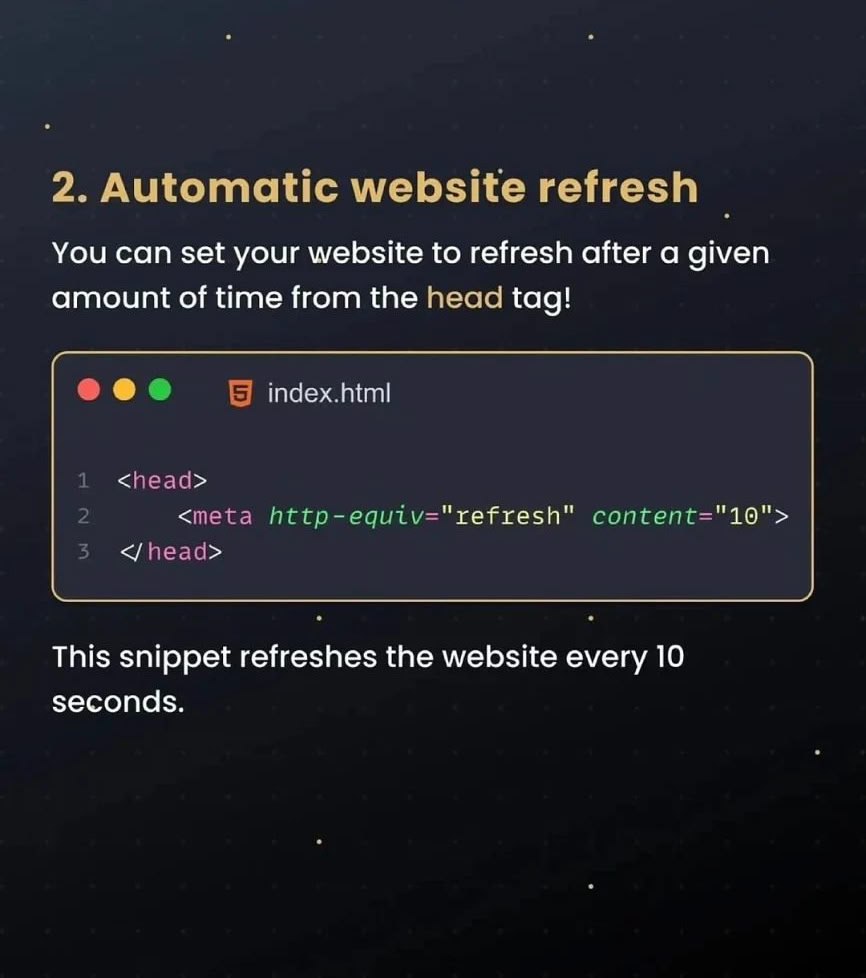 2. Automatic website refresh
You can set your website to refresh after a given
amount of time from the head tag!
5 index.html
1 <head>
2 <meta http-equiv="refresh" content="10">
3 </head>
This snippet refreshes the website every 10
seconds.